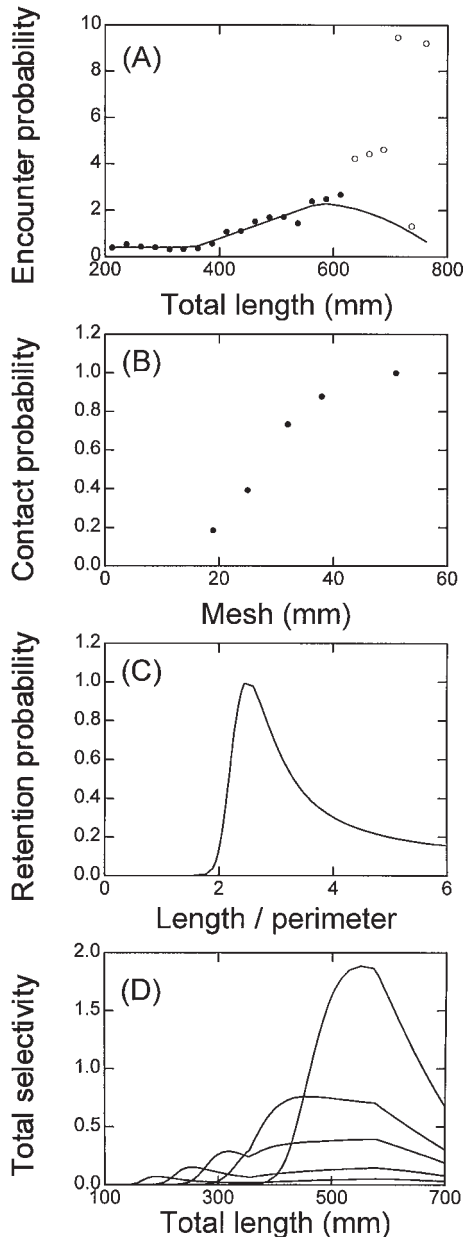 Encounter probability
(A)
10
8
6
4
2
0
200 400 600 800
Total length (mm)
Contact probability
(B)
1.2
1.0
0.8
0.6
0.4
0.2
0.0
0 20 40 60
Mesh (mm)
Retention probability
(C)
1.2
1.0
0.8
0.6
0.4
0.2
0.0
0 2 4 6
Length / perimeter
Total selectivity
(D)
2.0
1.5
1.0
0.5
0.0
100 300 500 700
Total length (mm)